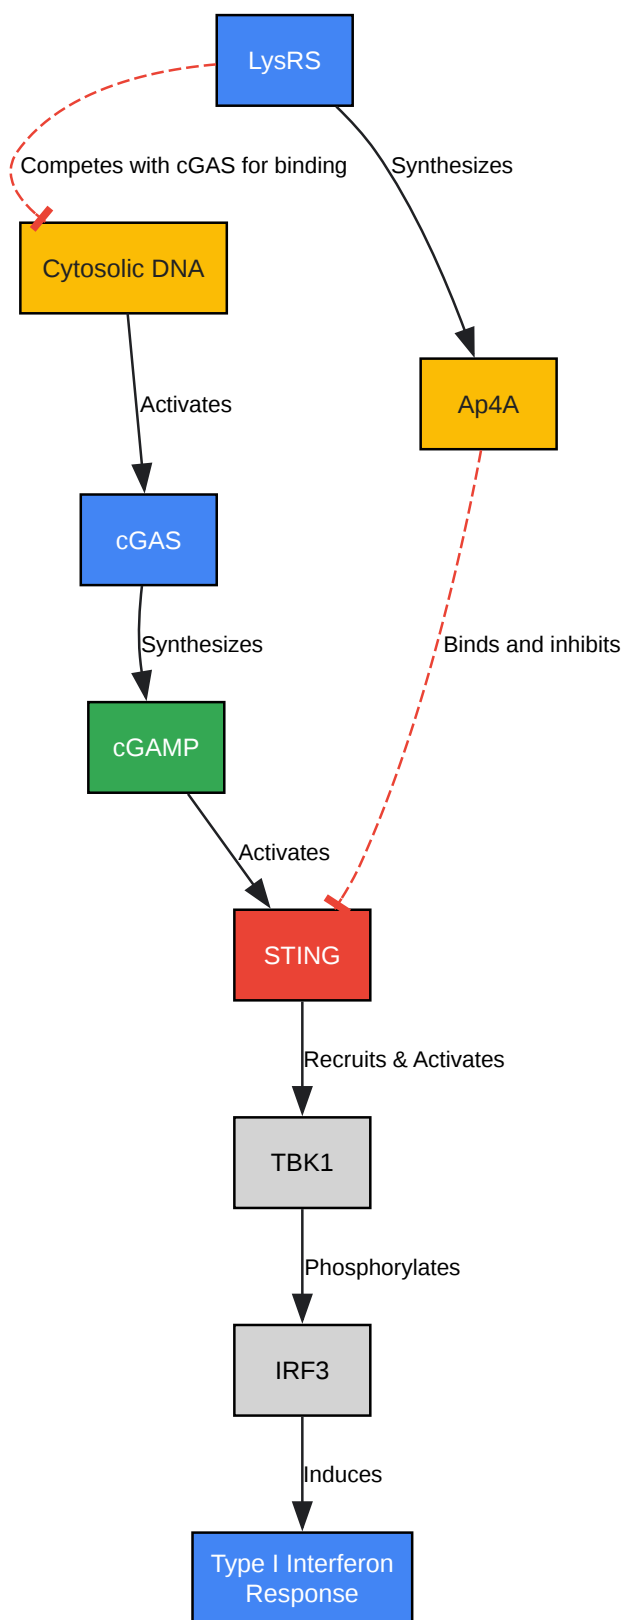 LysRS
Competes with cGAS for binding
Synthesizes
Cytosolic DNA
Activates
Ap4A
cGAS
Synthesizes
Binds and inhibits
cGAMP
Activates
STING
Recruits & Activates
TBK1
Phosphorylates
IRF3
Induces
Type I Interferon
Response